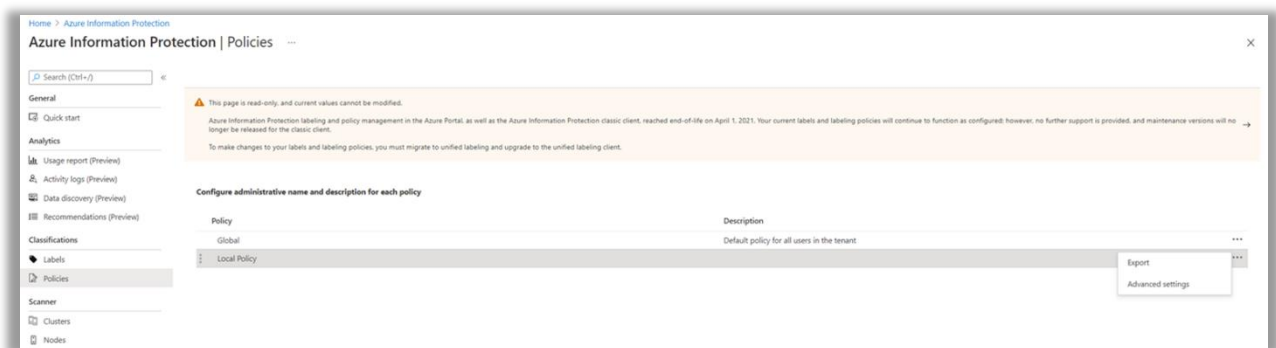 Home > Azure Information Protection
Azure Information Protection | Policies ...
Search (Ctrl+/)
«
General
Quick start
Analytics
Usage report (Preview)
Activity logs (Preview)
Data discovery (Preview)
Recommendations (Preview)
Classifications
Labels
Policies
Scanner
Clusters
Nodes
This page is read-only, and current values cannot be modified.
Azure Information Protection labeling and policy management in the Azure Portal, as well as the Azure Information Protection classic client, reached end-of-life on April 1, 2021. Your current labels and labeling policies will continue to function as configured; however, no further support is provided, and maintenance versions will no
longer be released for the classic client.
To make changes to your labels and labeling policies, you must migrate to unified labeling and upgrade to the unified labeling client.
Configure administrative name and description for each policy
Policy Description
Global Default policy for all users in the tenant
Local Policy
Export
Advanced settings